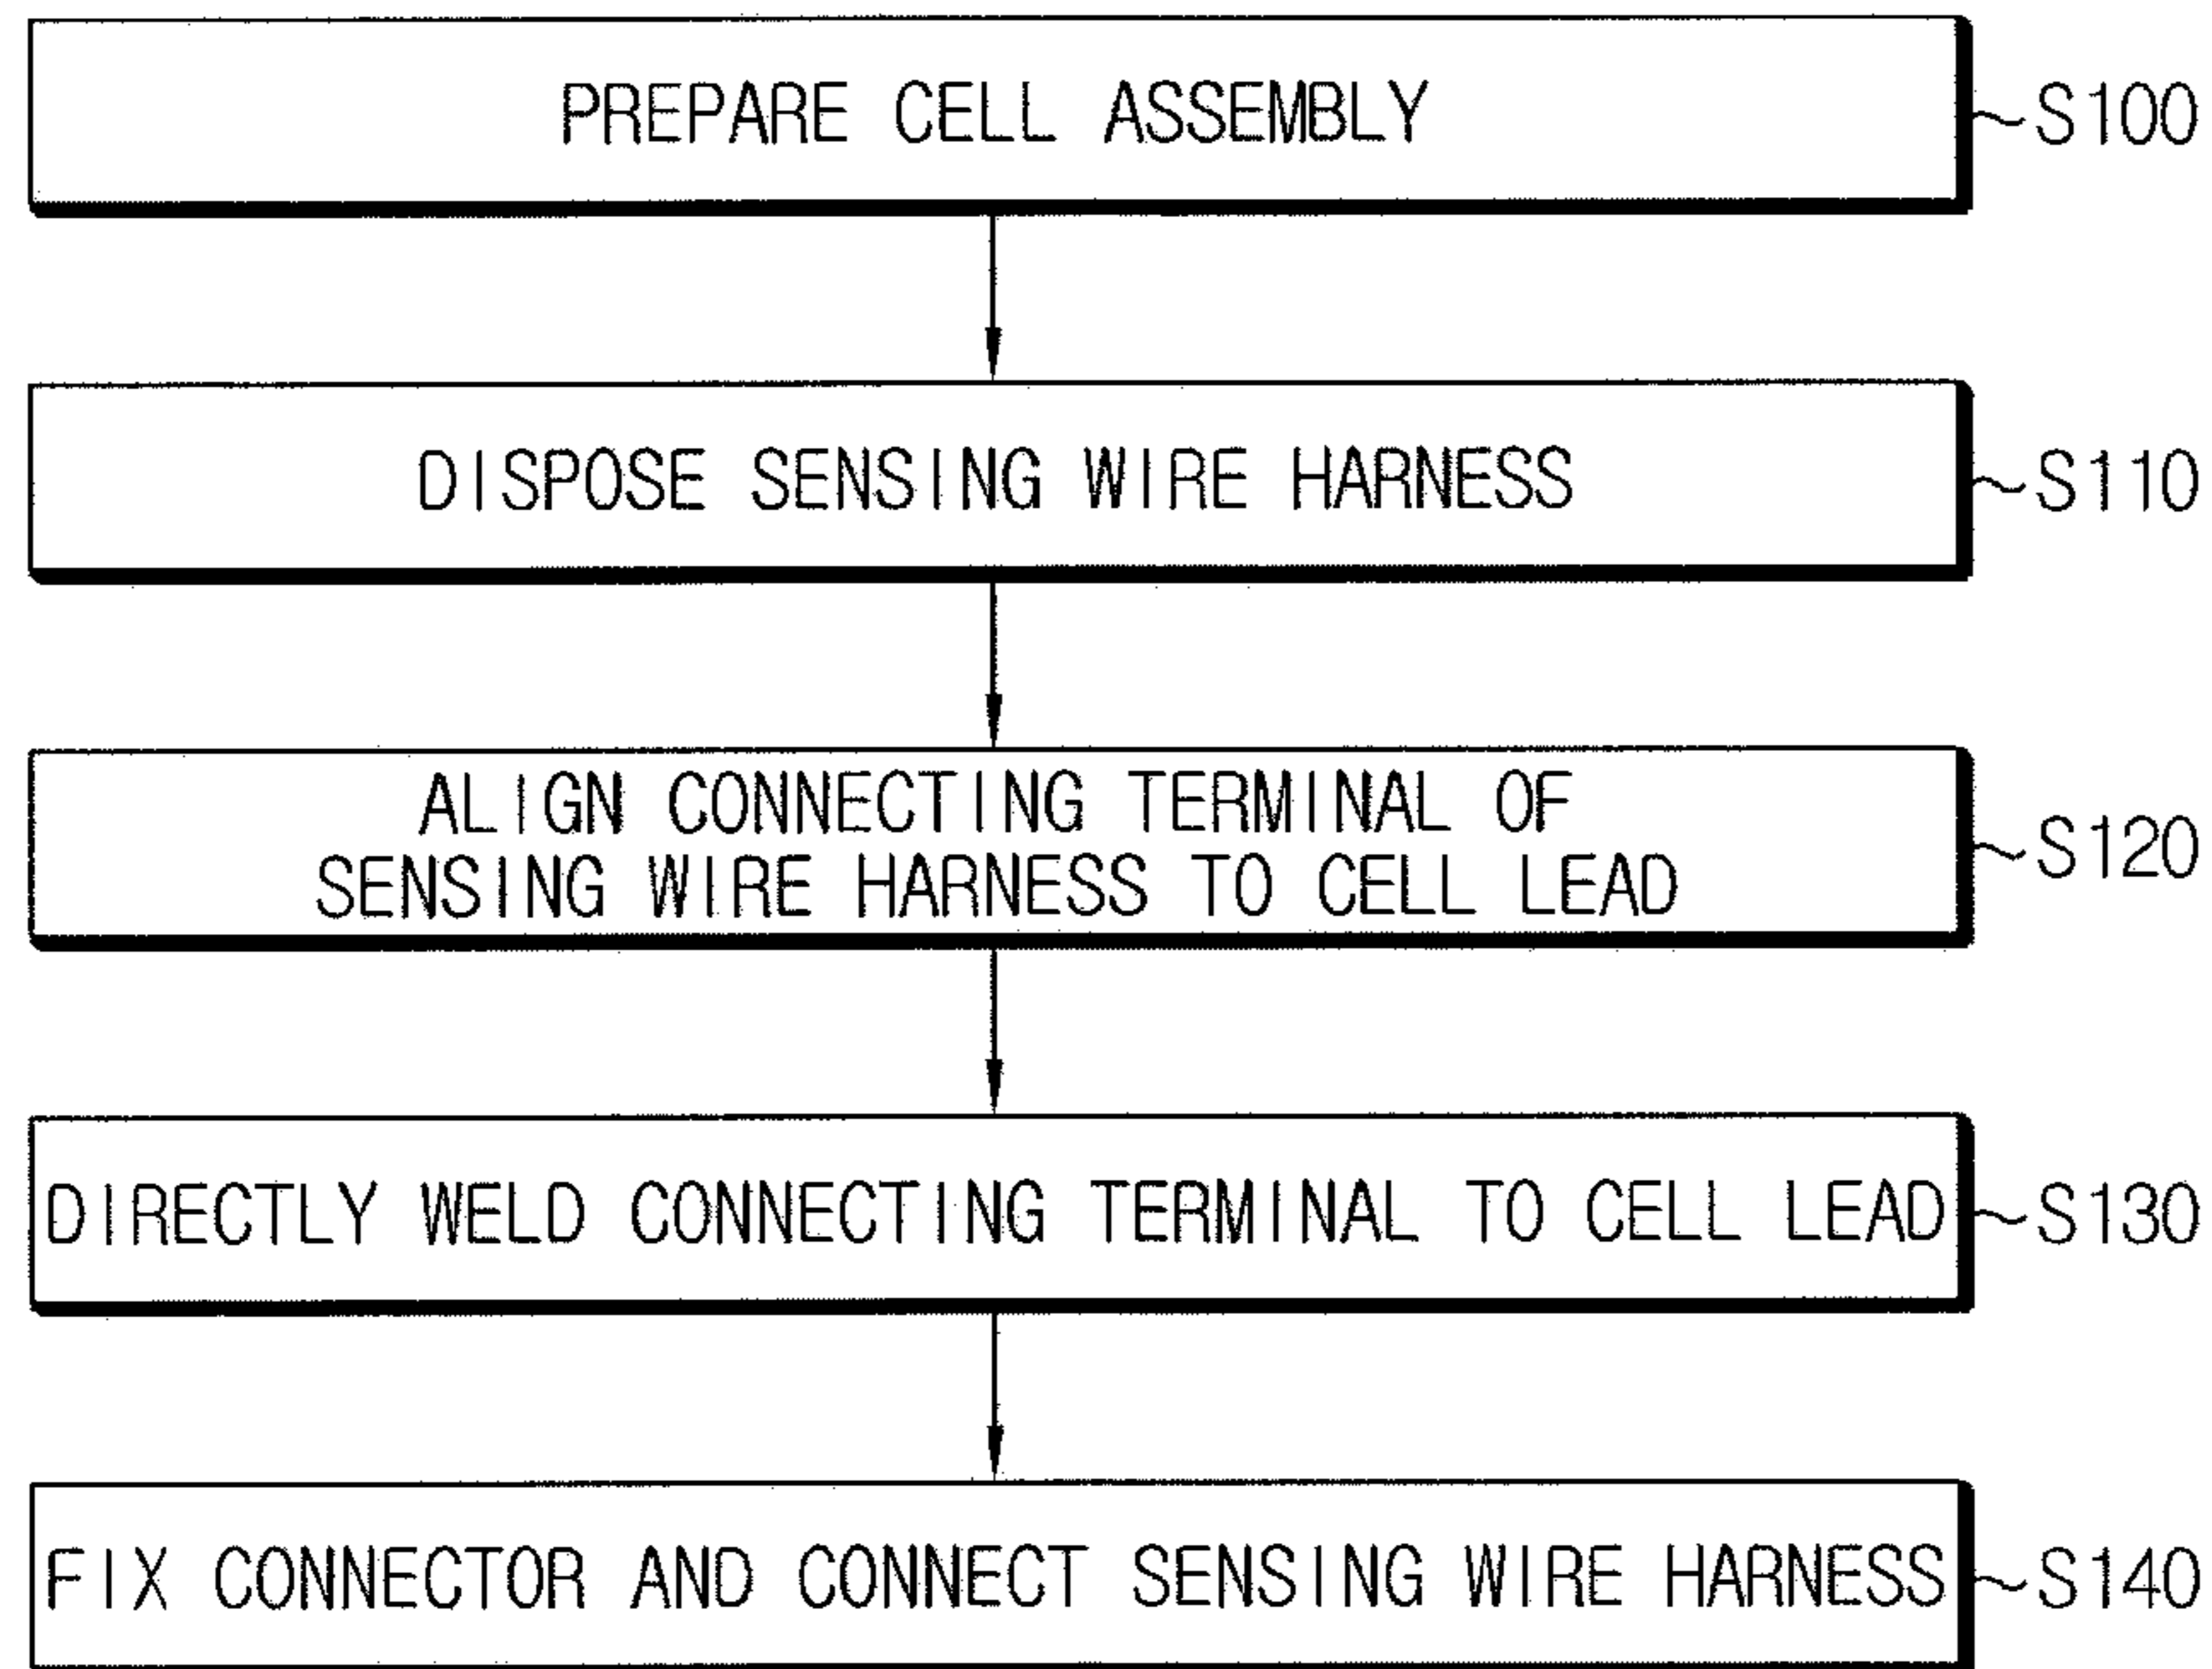 PREPARE CELL ASSEMBLY
S100
DISPOSE SENSING WIRE HARNESS
S110
ALIGN CONNECTING TERMINAL OF
SENSING WIRE HARNESS TO CELL LEAD
S120
DIRECTLY WELD CONNECTING TERMINAL TO CELL LEAD
S130
FIX CONNECTOR AND CONNECT SENSING WIRE HARNESS
S140